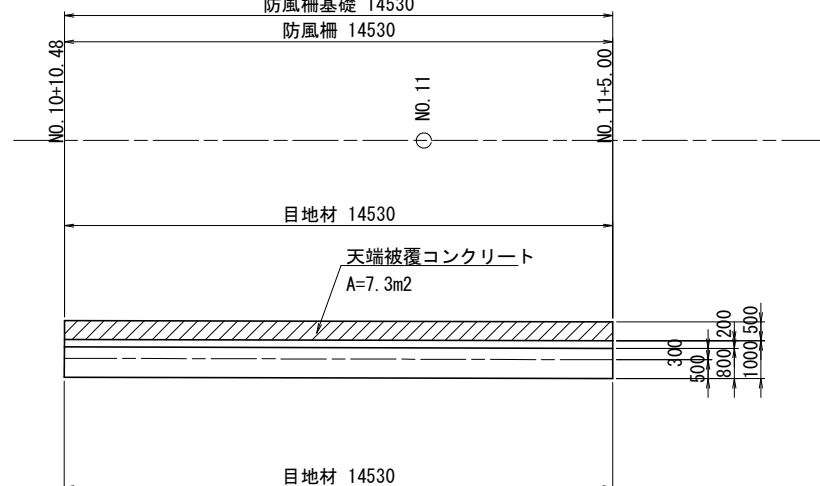 防風柵基礎 14530
防風柵 14530
NO.10+10.48
NO.11
NO.11+5.00
目地材 14530
天端被覆コンクリート
A=7.3m2
300
500
200
800
500
1000
目地材 14530